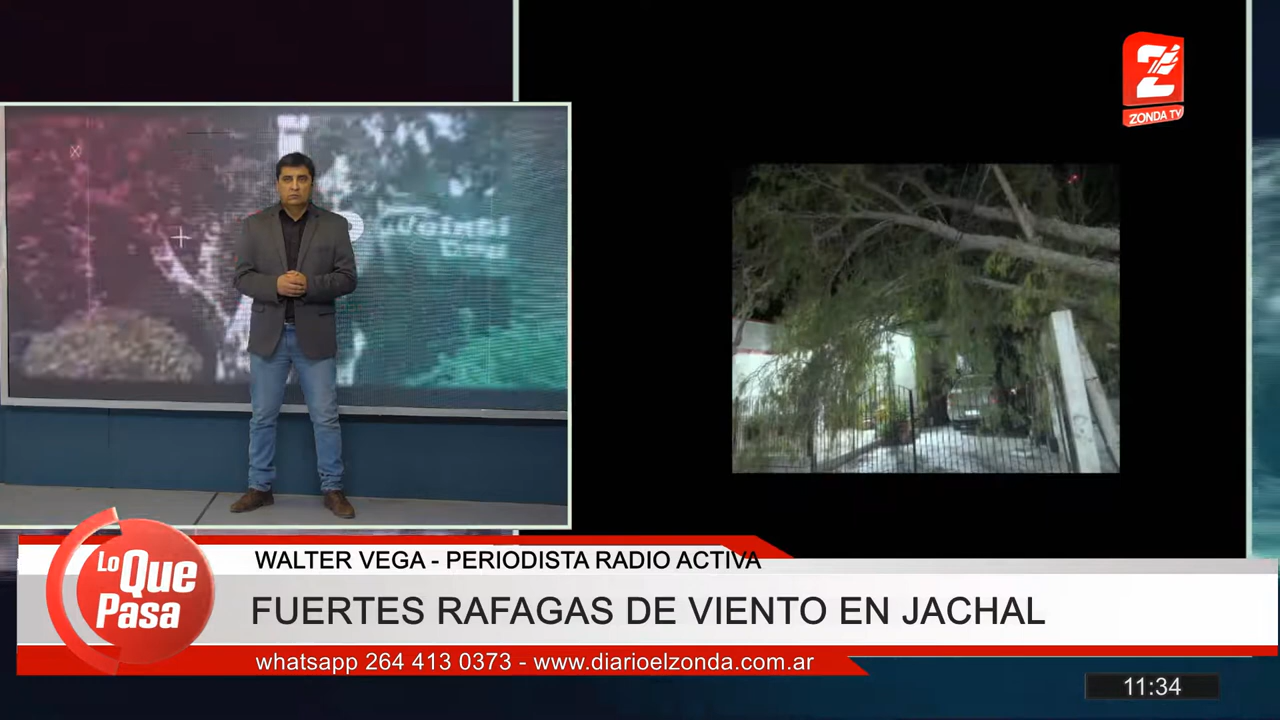 Z
ZONDA TV
Lo
Que
Pasa
WALTER VEGA - PERIODISTA RADIO ACTIVA
FUERTES RAFAGAS DE VIENTO EN JACHAL
whatsapp 264 413 0373 - www.diarioelzonda.com.ar
11:34